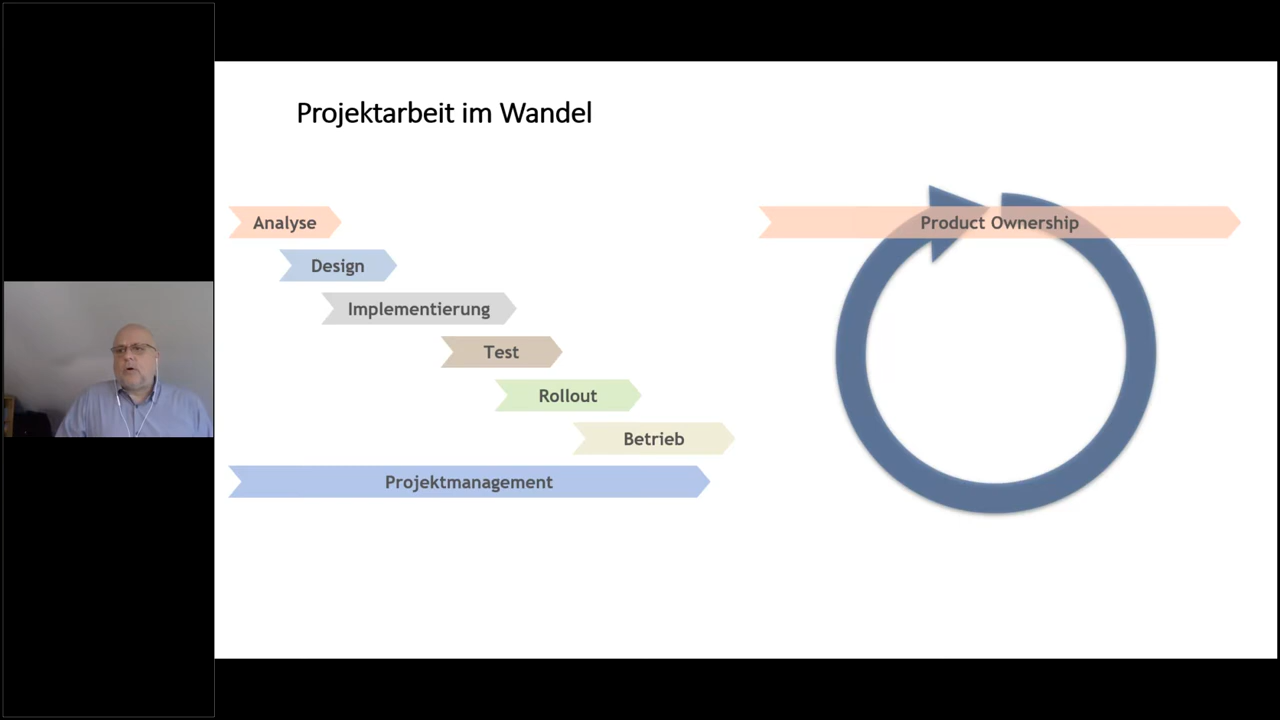 Projektarbeit im Wandel
Analyse
Design
Implementierung
Test
Rollout
Betrieb
Projektmanagement
Product Ownership